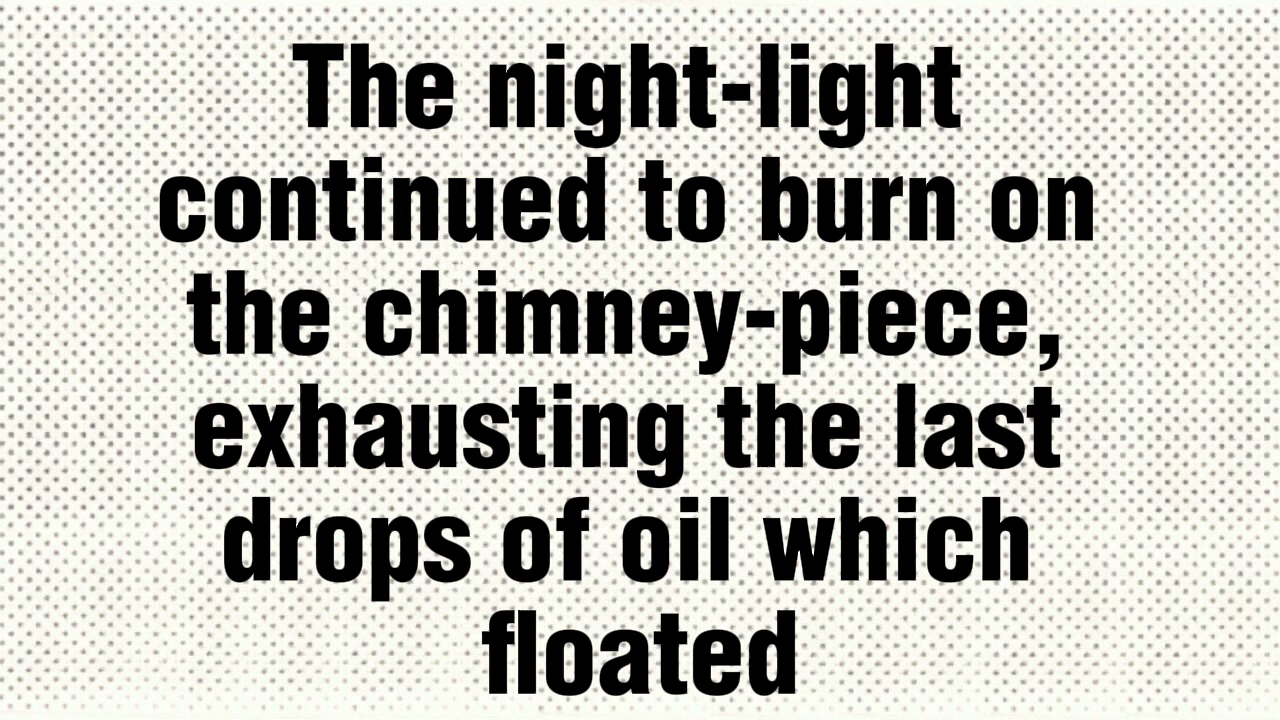 The night-light
continued to burn on
the chimney-piece,
exhausting the last
drops of oil which
floated